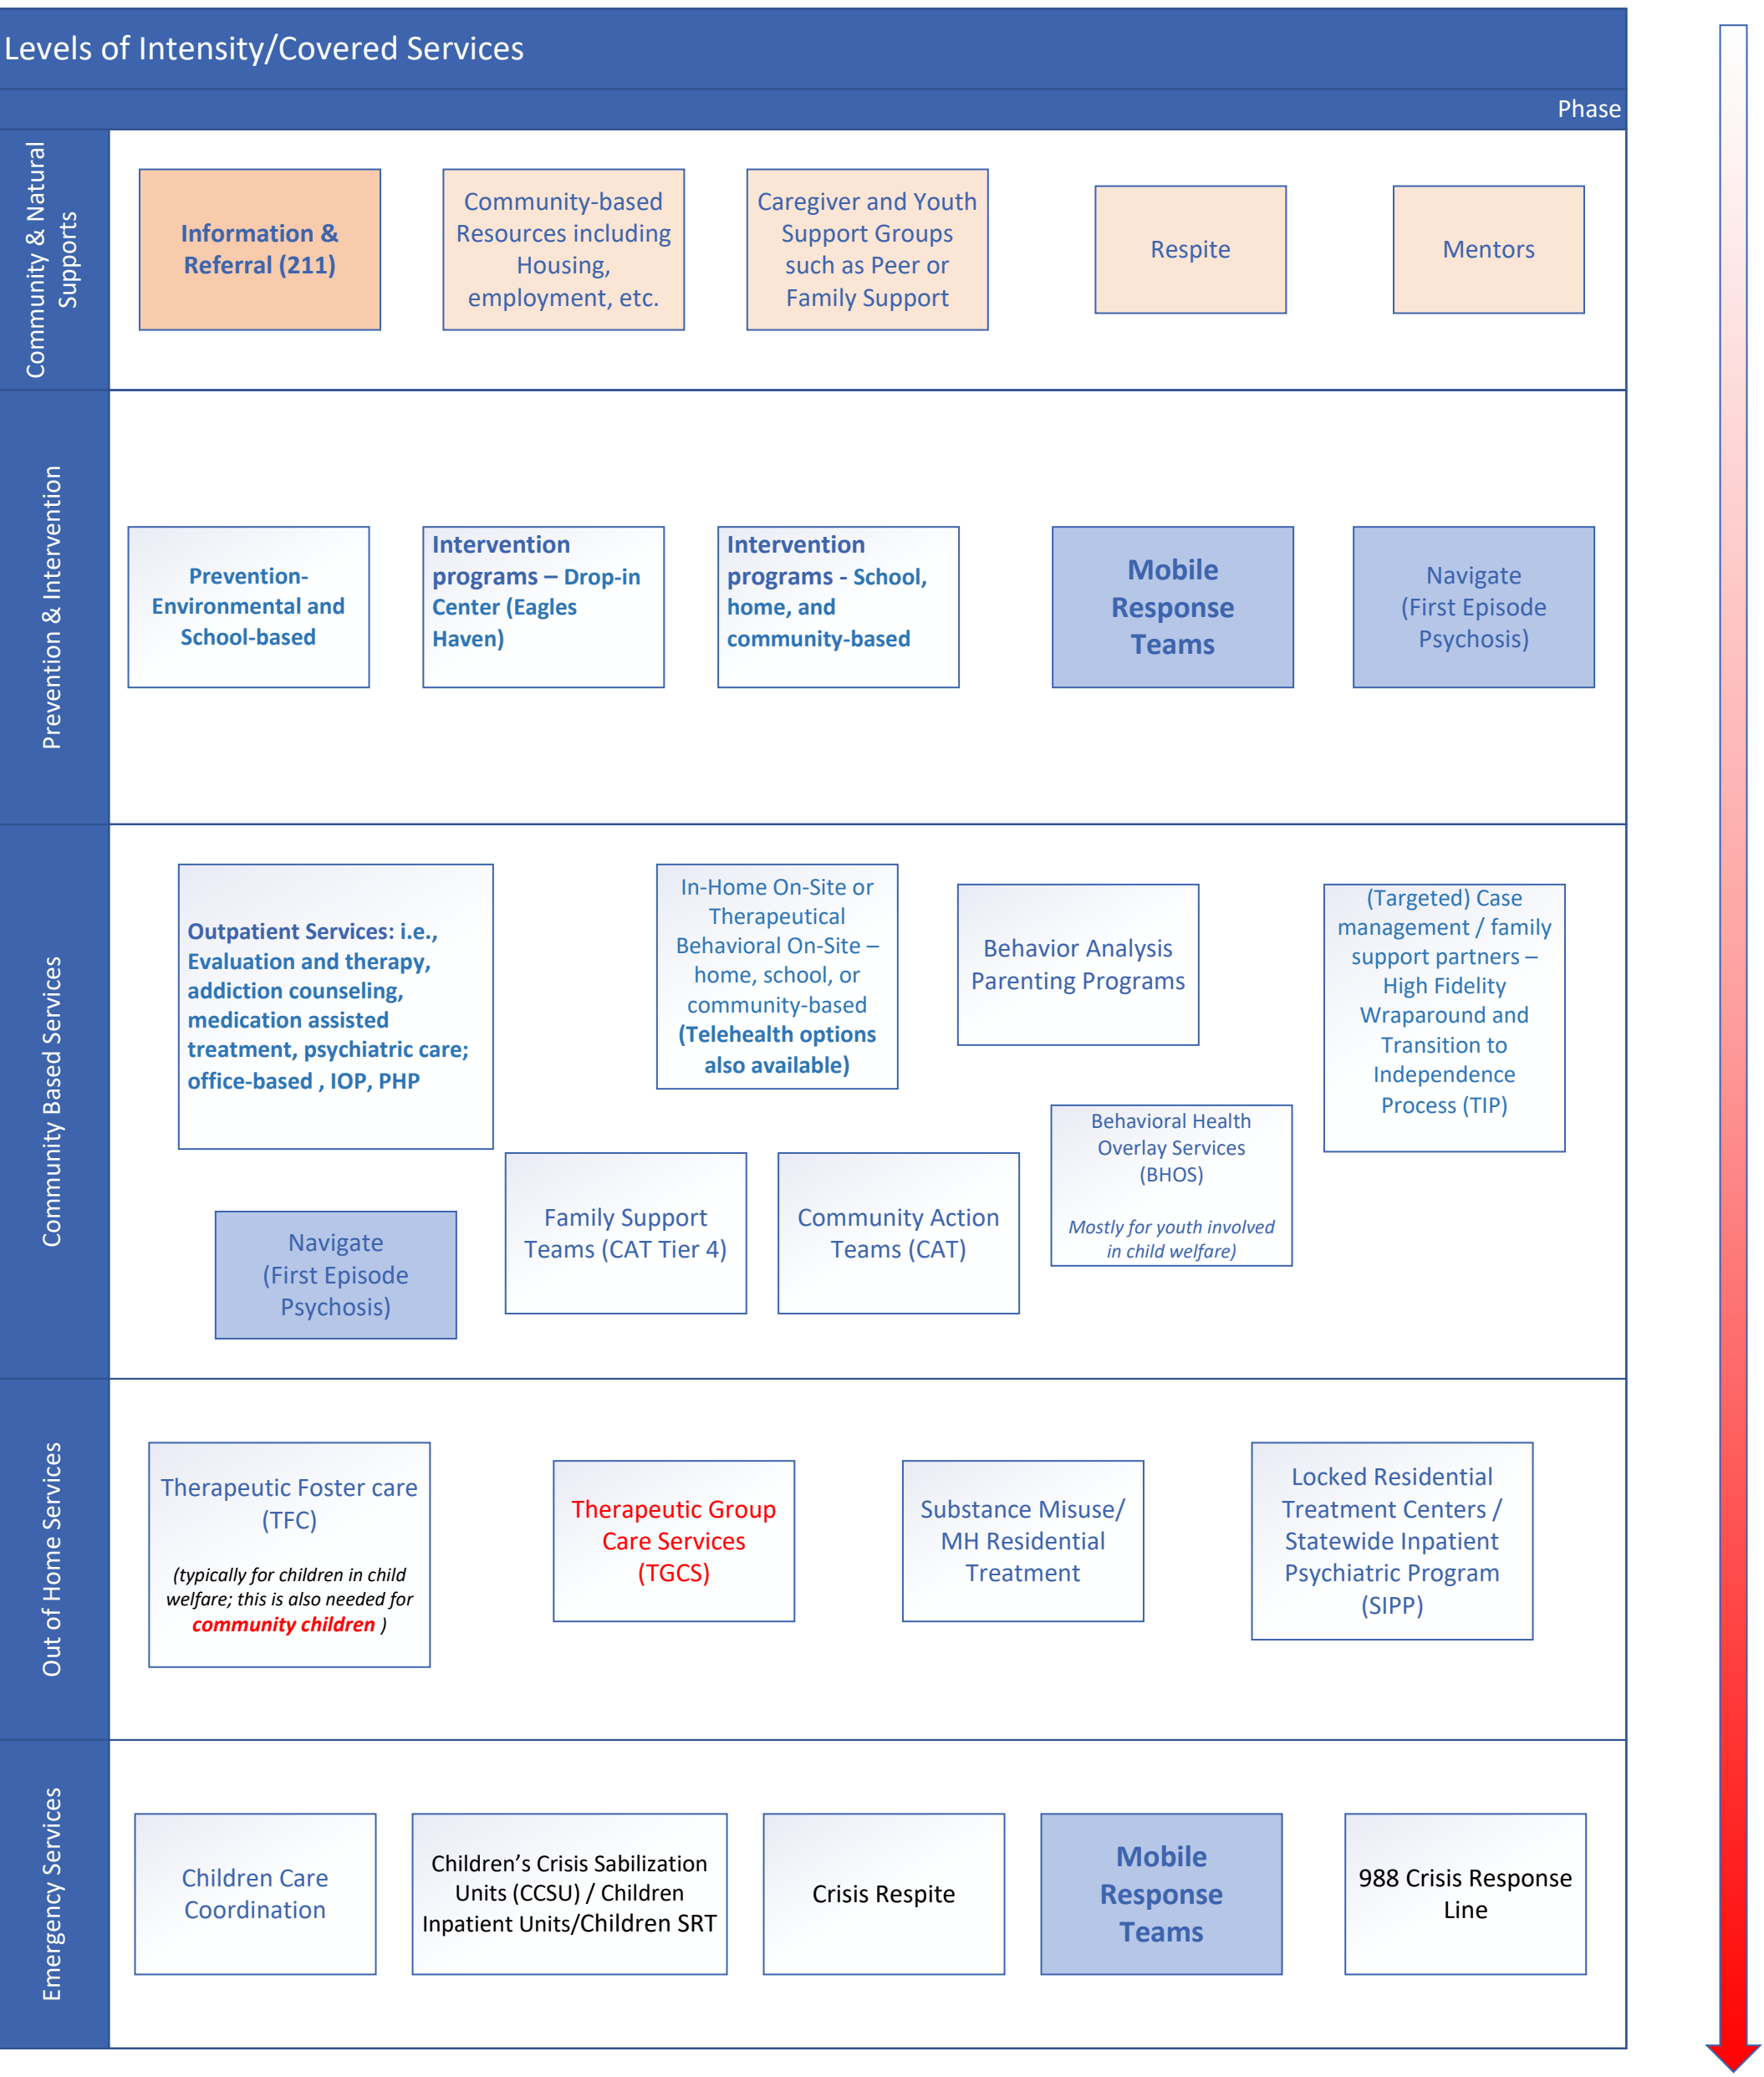 Levels of Intensity/Covered Services
Phase
Community & Natural
Supports
Information &
Referral (211)
Community-based
Resources including
Housing,
employment, etc.
Caregiver and Youth
Support Groups
such as Peer or
Family Support
Respite
Mentors
Prevention & Intervention
Prevention-
Environmental and
School-based
Intervention
programs – Drop-in
Center (Eagles
Haven)
Intervention
programs - School,
home, and
community-based
Mobile
Response
Teams
Navigate
(First Episode
Psychosis)
Community Based Services
Outpatient Services: i.e.,
Evaluation and therapy,
addiction counseling,
medication assisted
treatment, psychiatric care;
office-based , IOP, PHP
In-Home On-Site or
Therapeutical
Behavioral On-Site –
home, school, or
community-based
(Telehealth options
also available)
Behavior Analysis
Parenting Programs
(Targeted) Case
management / family
support partners –
High Fidelity
Wraparound and
Transition to
Independence
Process (TIP)
Navigate
(First Episode
Psychosis)
Family Support
Teams (CAT Tier 4)
Community Action
Teams (CAT)
Behavioral Health
Overlay Services
(BHOS)
Mostly for youth involved
in child welfare)
Out of Home Services
Therapeutic Foster care
(TFC)
(typically for children in child
welfare; this is also needed for
community children )
Therapeutic Group
Care Services
(TGCS)
Substance Misuse/
MH Residential
Treatment
Locked Residential
Treatment Centers /
Statewide Inpatient
Psychiatric Program
(SIPP)
Emergency Services
Children Care
Coordination
Children’s Crisis Sabilization
Units (CCSU) / Children
Inpatient Units/Children SRT
Crisis Respite
Mobile
Response
Teams
988 Crisis Response
Line